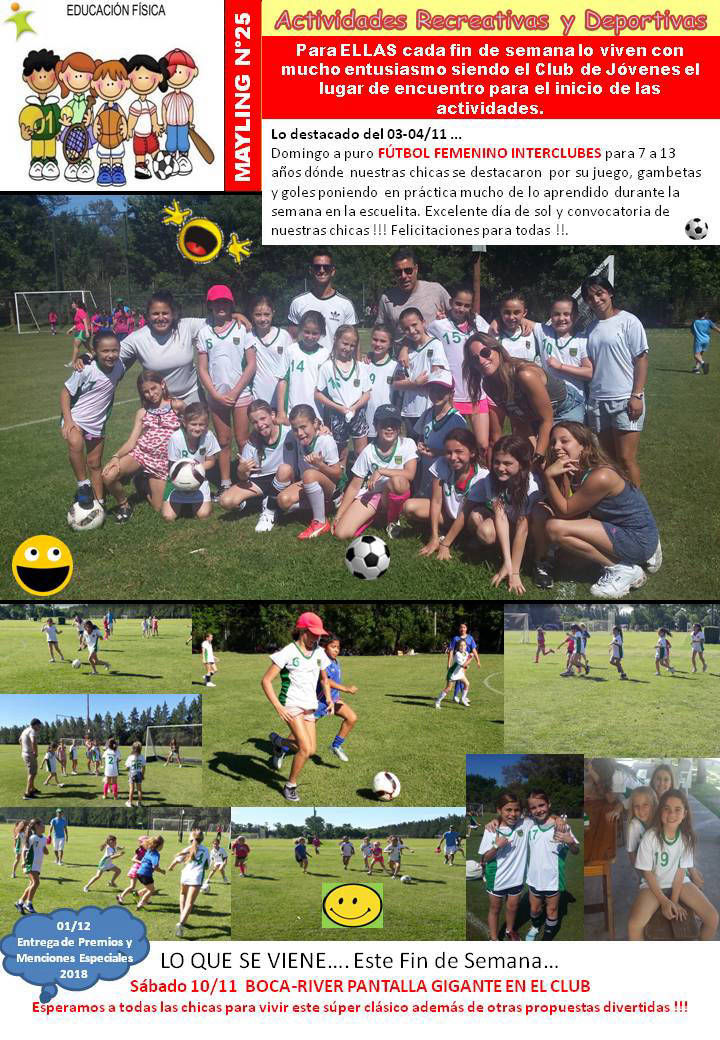 EDUCACIÓN FÍSICA
01
MAYLING N°25
Actividades Recreativas y Deportivas
Para ELLAS cada fin de semana lo viven con
mucho entusiasmo siendo el Club de Jóvenes el
lugar de encuentro para el inicio de las
actividades.
Lo destacado del 03-04/11 ...
Domingo a puro FÚTBOL FEMENINO INTERCLUBES para 7 a 13
años dónde nuestras chicas se destacaron por su juego, gambetas
y goles poniendo en práctica mucho de lo aprendido durante la
semana en la escuelita. Excelente día de sol y convocatoria de
nuestras chicas !!! Felicitaciones para todas !!.
14
15
9
19
01/12
Entrega de Premios y
Menciones Especiales
2018
LO QUE SE VIENE.... Este Fin de Semana...
Sábado 10/11 BOCA-RIVER PANTALLA GIGANTE EN EL CLUB
Esperamos a todas las chicas para vivir este súper clásico además de otras propuestas divertidas !!!